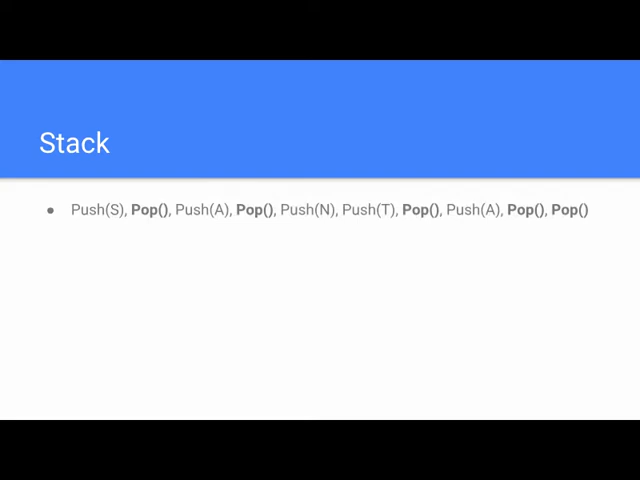 Stack
● Push(S), Pop(), Push(A), Pop(), Push(N), Push(T), Pop(), Push(A), Pop(), Pop()